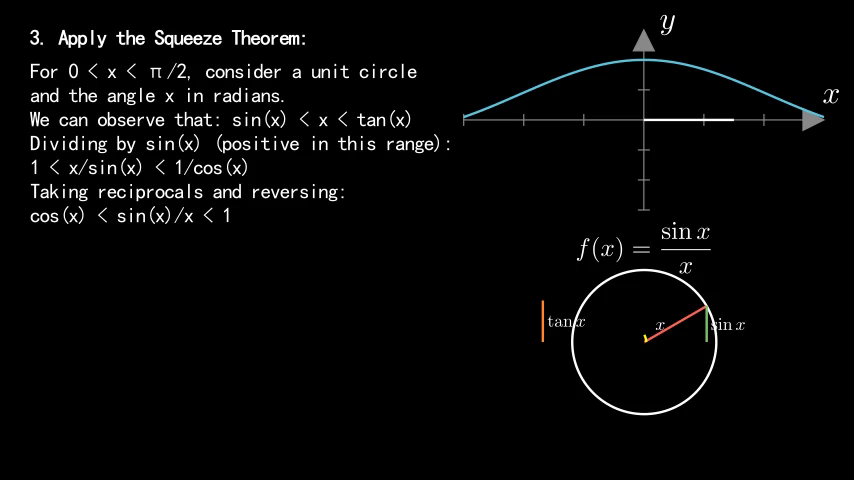 3. Apply the Squeeze Theorem:
For 0 < x < π/2, consider a unit circle
and the angle x in radians.
We can observe that: sin(x) < x < tan(x)
Dividing by sin(x) (positive in this range):
1 < x/sin(x) < 1/cos(x)
Taking reciprocals and reversing:
cos(x) < sin(x)/x < 1
y
x
f(x) = sin x / x
tan x
x
sin x